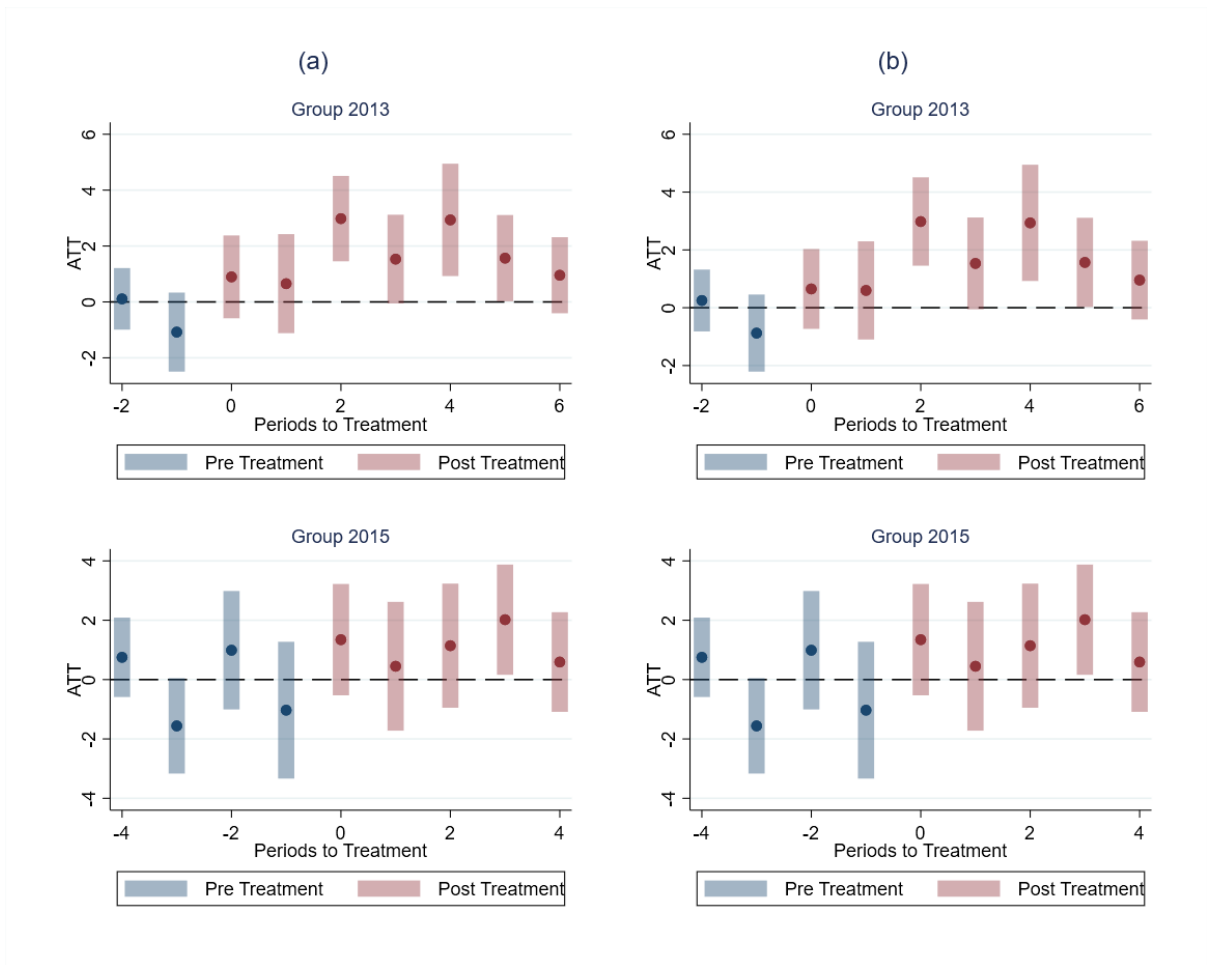 (a)
Group 2013
ATT
6
4
2
0
-2
-2 0 2 4 6
Periods to Treatment
Pre Treatment Post Treatment
(b)
Group 2013
ATT
6
4
2
0
-2
-2 0 2 4 6
Periods to Treatment
Pre Treatment Post Treatment
Group 2015
ATT
4
2
0
-2
-4
-4 -2 0 2 4
Periods to Treatment
Pre Treatment Post Treatment
Group 2015
ATT
4
2
0
-2
-4
-4 -2 0 2 4
Periods to Treatment
Pre Treatment Post Treatment